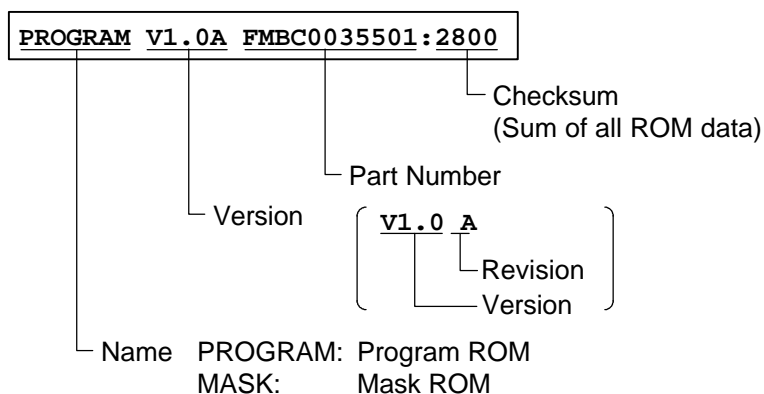 PROGRAM V1.0A FMBC0035501:2800
Checksum
(Sum of all ROM data)
Part Number
Version
V1.0 A
Revision
Version
Name PROGRAM: Program ROM
MASK: Mask ROM